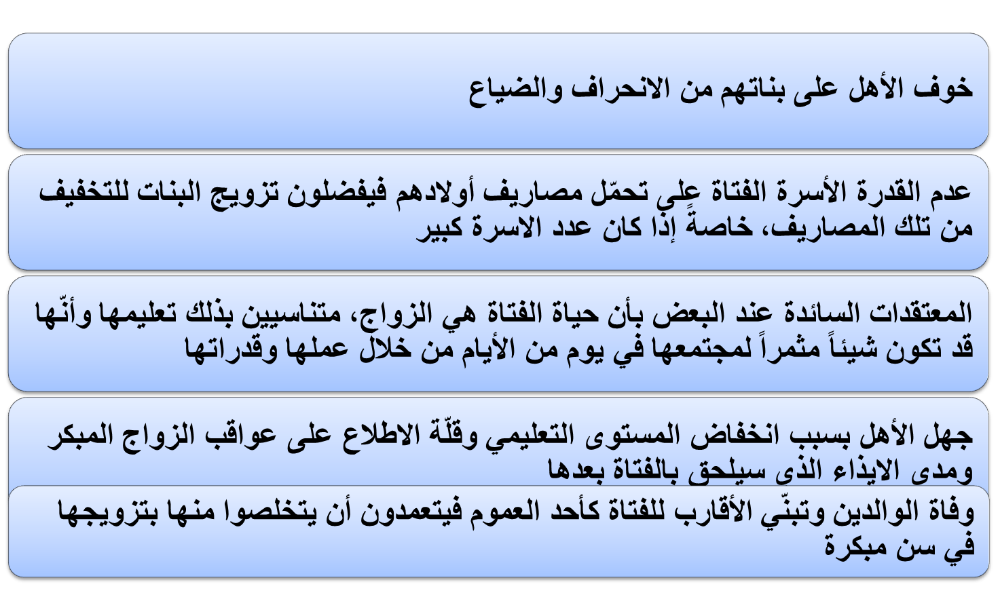 خوف الأهل على بناتهم من الانحراف والضياع
عدم القدرة الأسرة الفتاة على تحمّل مصاريف أولادهم فيفضلون تزويج البنات للتخفيف
من تلك المصاريف، خاصةً إذا كان عدد الاسرة كبير
المعتقدات السائدة عند البعض بأن حياة الفتاة هي الزواج، متناسيين بذلك تعليمها وأنّها
قد تكون شيئاً مثمراً لمجتمعها في يوم من الأيام من خلال عملها وقدراتها
جهل الأهل بسبب انخفاض المستوى التعليمي وقلّة الاطلاع على عواقب الزواج المبكر
ومدى الايذاء الذي سيلحق بالفتاة بعدها
وفاة الوالدين وتبنّي الأقارب للفتاة كأحد العموم فيتعمدون أن يتخلصوا منها بتزويجها
في سن مبكرة